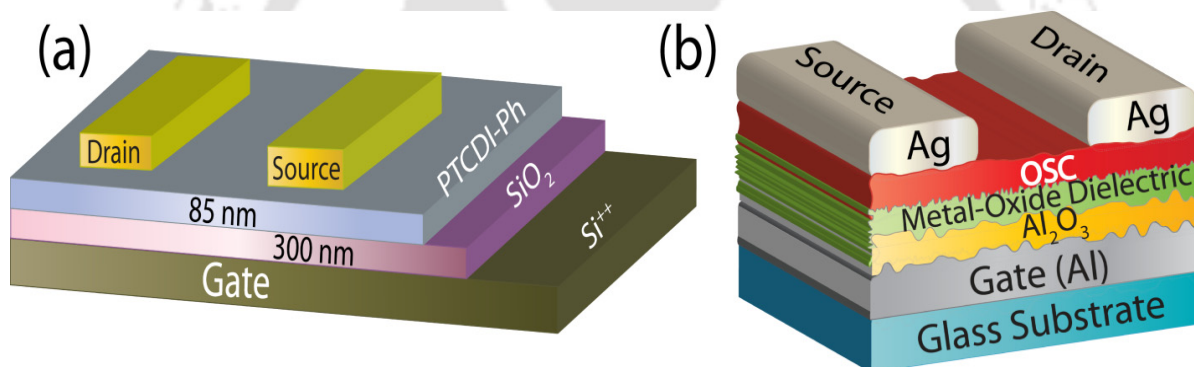 (a)
Drain
Source
PTCDI-Ph
SiO₂
Si⁺⁺
85 nm
300 nm
Gate
(b)
Source
Drain
Ag
Ag
OSC
Metal-Oxide Dielectric
Al₂O₃
Gate (Al)
Glass Substrate